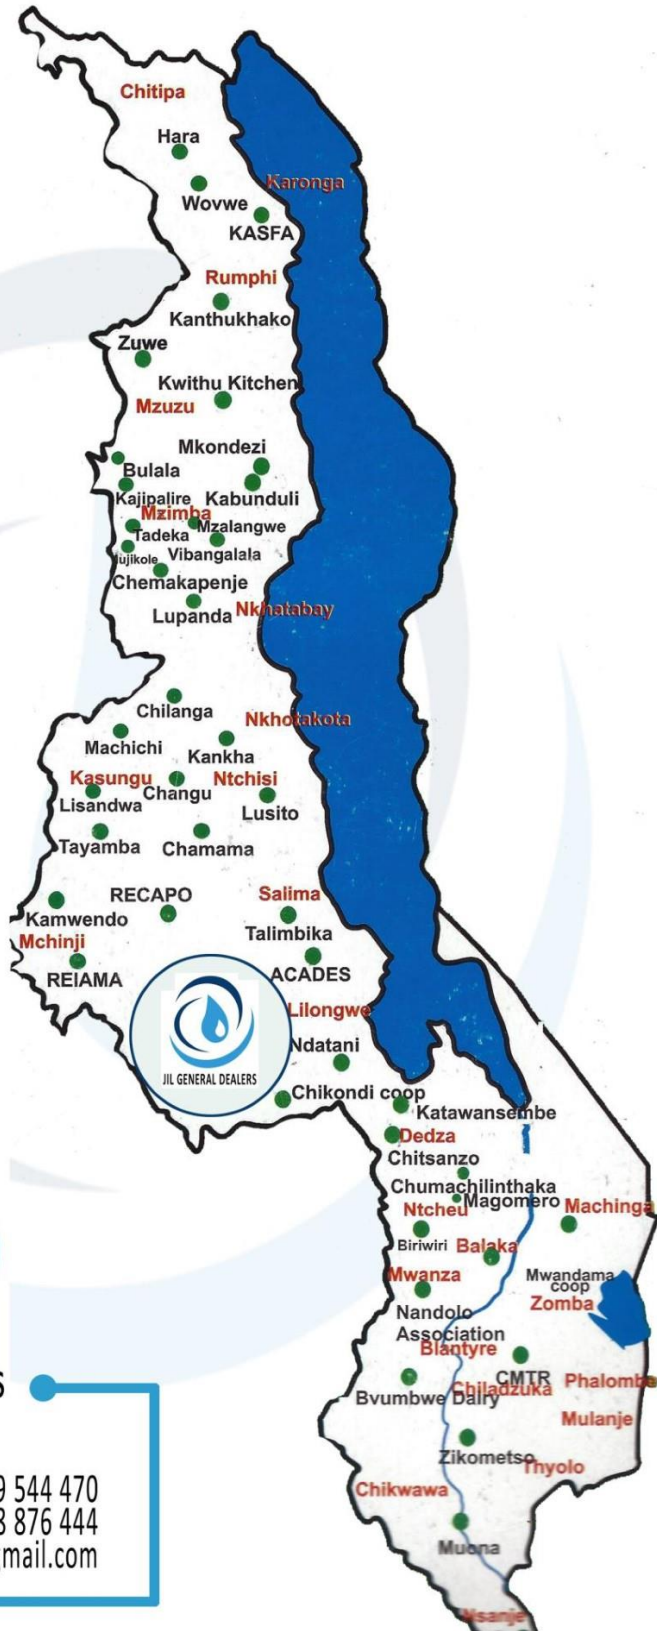 Chitipa
Hara
Karonga
Wovwe
KASFA
Rumphi
Kanthukhako
Zuwe
Kwithu Kitchen
Mzuzu
Mkondezi
Bulala
Kajipalire Kabunduli
Mzimba
Mzalangwe
Tadeka
Vibangalala
Chemakapenje
Lupanda
Nkhatabay
Chilanga
Nkhotakota
Machichi
Kankha
Kasungu
Ntchisi
Changu
Lisandwa
Lusito
Tayamba
Chamama
RECAPO
Salima
Kamwendo
Talimbika
Mchinji
ACADES
REIAMA
Lilongwe
JIL GENERAL DEALERS
Ndatani
Chikondi coop
Katawansembe
Dedza
Chitsanzo
Chumachilinthaka
Magomero
Ntcheu
Machinga
Biriwiri
Balaka
Mwanza
Mwandama
coop
Zomba
Nandolo
Association
Blantyre
CMTR
Phalombe
Chiladzuka
Bvumbwe Dairy
Mulanje
Zikometso
Thyolo
Chikwawa
S
9 544 470
8 876 444
gmail.com
Muona
Nsanje